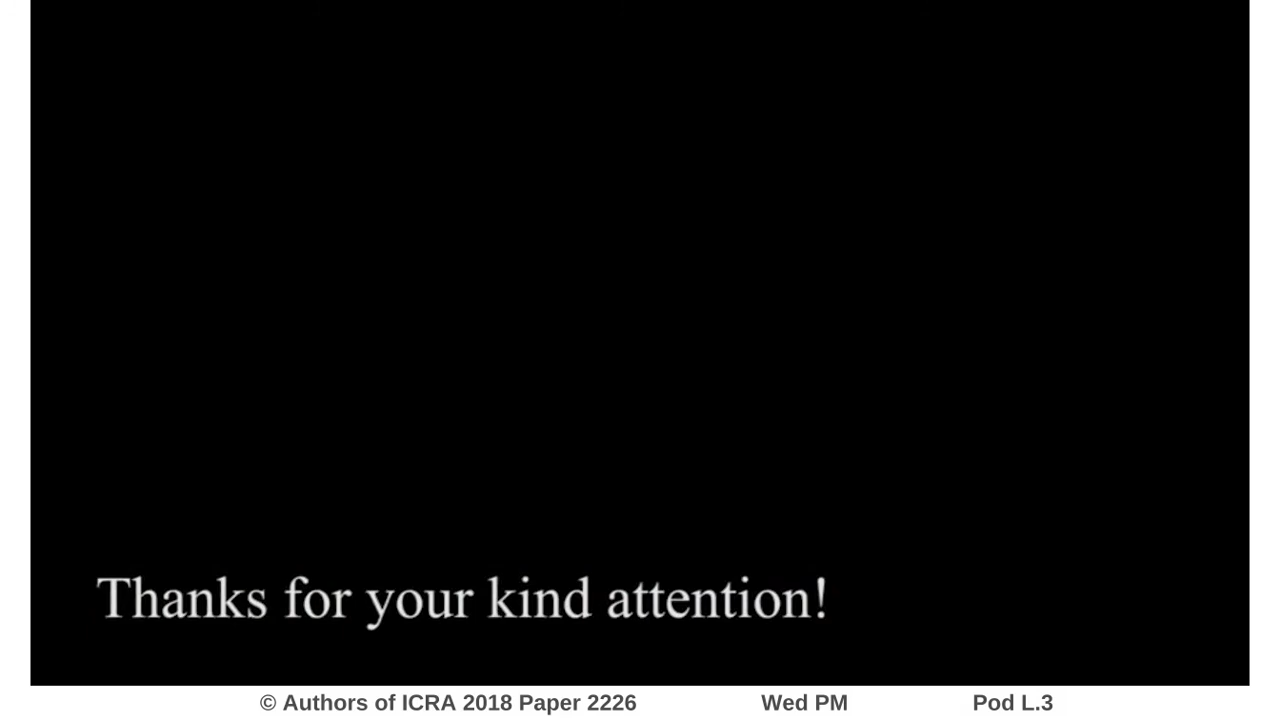 Thanks for your kind attention!
© Authors of ICRA 2018 Paper 2226 Wed PM Pod L.3